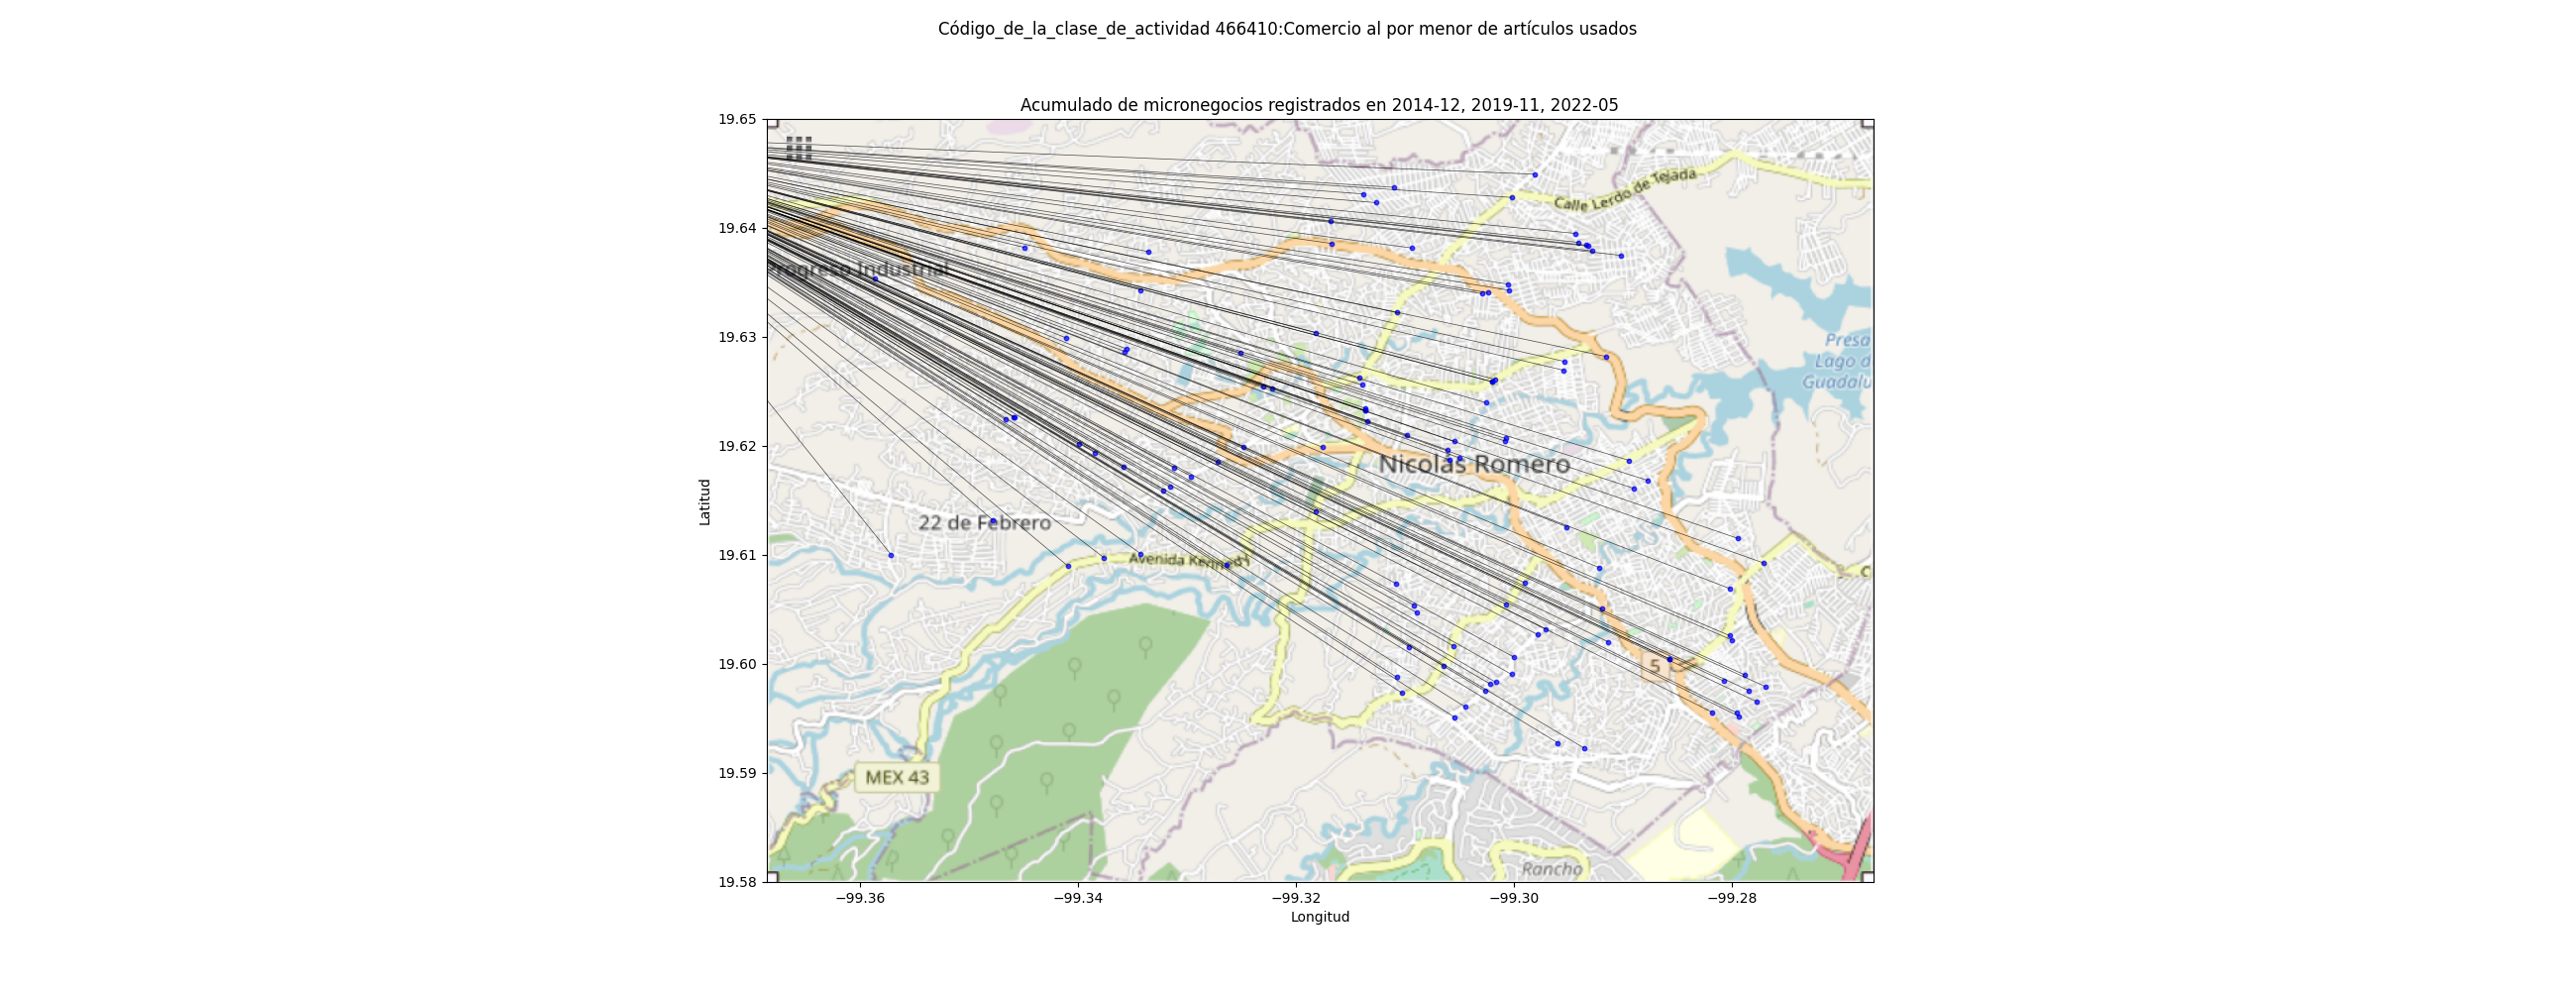 Código_de_la_clase_de_actividad 466410:Comercio al por menor de artículos usados
Acumulado de micronegocios registrados en 2014-12, 2019-11, 2022-05
19.65
19.64
19.63
19.62
19.61
19.60
19.59
19.58
Latitud
Calle Lerdo de Tejada
Progreso Industrial
Presa
Lago d
Guadalu
Nicolás Romero
22 de Febrero
Avenida Kennedy
C
5
MEX 43
Rancho
−99.36
−99.34
−99.32
−99.30
−99.28
Longitud